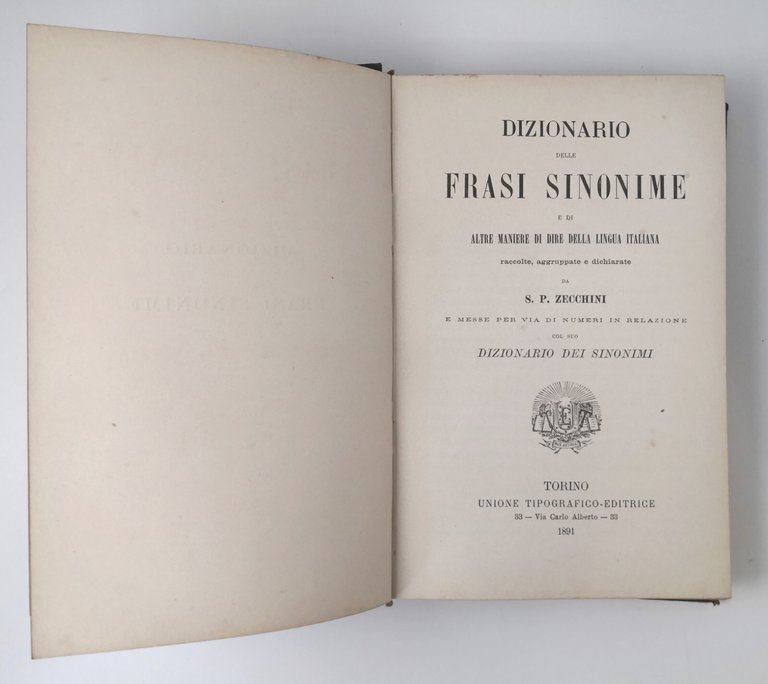 DIZIONARIO
DELLE
FRASI SINONIME
E DI
ALTRE MANIERE DI DIRE DELLA LINGUA ITALIANA
raccolte, aggruppate e dichiarate
DA
S. P. ZECCHINI
E MESSE PER VIA DI NUMERI IN RELAZIONE
COL SUO
DIZIONARIO DEI SINONIMI
TORINO
UNIONE TIPOGRAFICO-EDITRICE
33 — Via Carlo Alberto — 33
1891